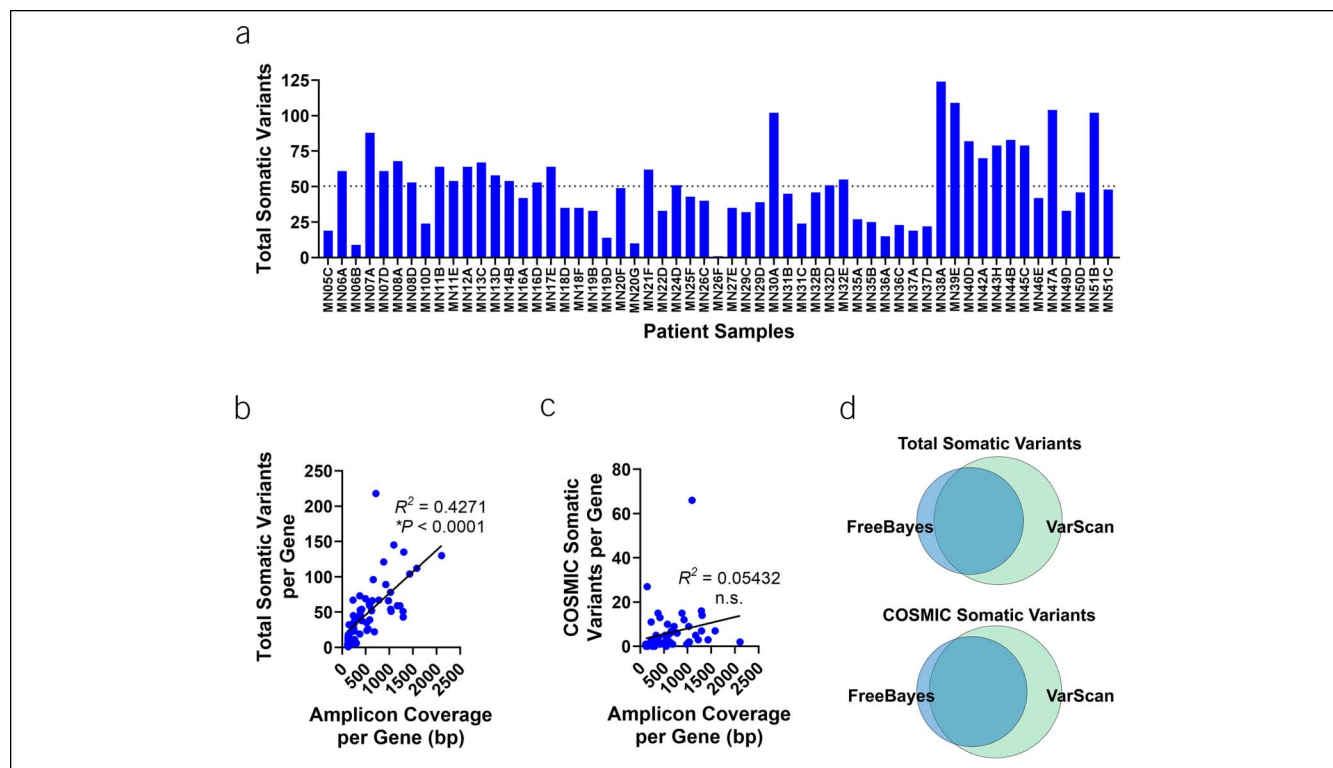 a
Total Somatic Variants
125
100
75
50
25
0
MN05C
MN06A
MN06B
MN07A
MN07D
MN08A
MN08D
MN10D
MN11B
MN11E
MN12A
MN13C
MN13D
MN14B
MN16A
MN16D
MN17E
MN18D
MN18F
MN19B
MN19D
MN20F
MN20G
MN21F
MN22D
MN24D
MN25F
MN26C
MN26F
MN27E
MN29C
MN29D
MN30A
MN31B
MN31C
MN32B
MN32D
MN32E
MN35A
MN35B
MN36A
MN36C
MN37A
MN37D
MN38A
MN39E
MN40D
MN42A
MN43H
MN44B
MN45C
MN46E
MN47A
MN49D
MN50D
MN51B
MN51C
Patient Samples
b
Total Somatic Variants
per Gene
250
200
150
100
50
0
R² = 0.4271
*P < 0.0001
0
500
1000
1500
2000
2500
Amplicon Coverage
per Gene (bp)
c
COSMIC Somatic
Variants per Gene
80
60
40
20
0
R² = 0.05432
n.s.
0
500
1000
1500
2000
2500
Amplicon Coverage
per Gene (bp)
d
Total Somatic Variants
FreeBayes
VarScan
COSMIC Somatic Variants
FreeBayes
VarScan